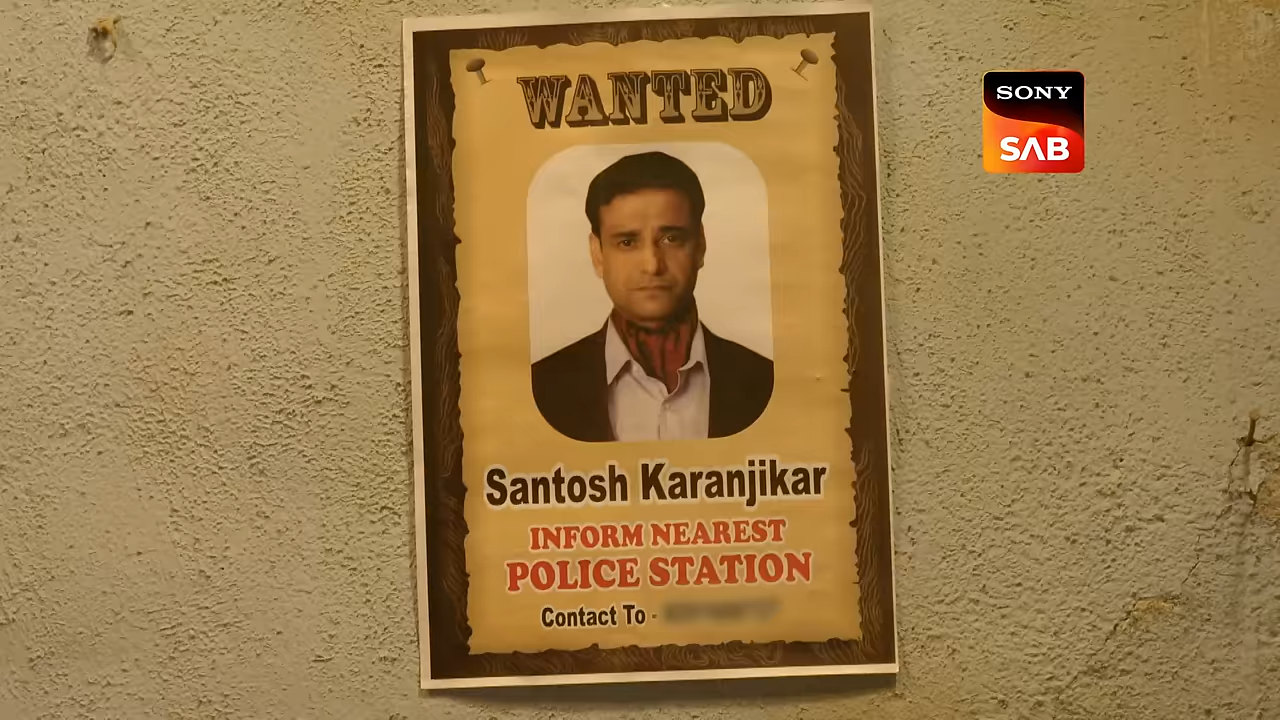 WANTED
SONY
SAB
Santosh Karanjikar
INFORM NEAREST
POLICE STATION
Contact To -